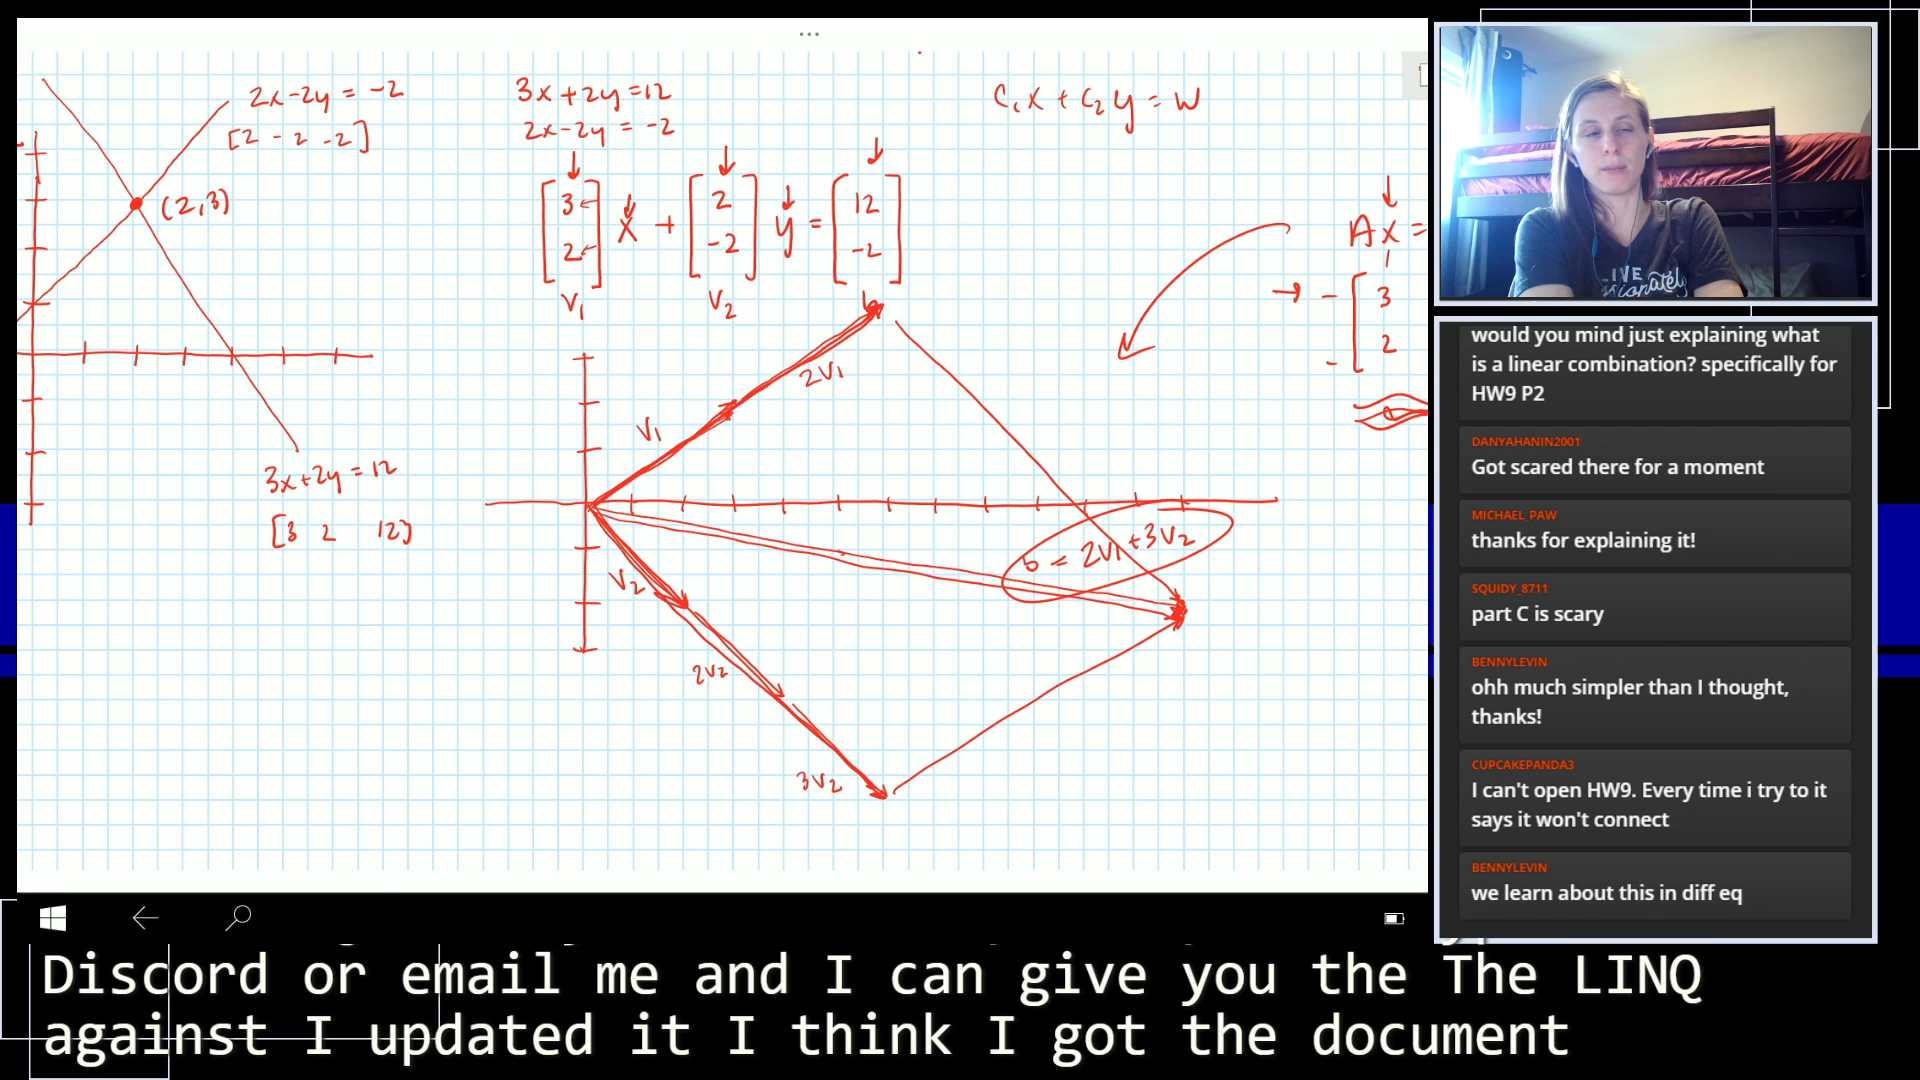 ...
2x-2y = -2
[2 -2 -2]
(2,3)
3x+2y=12
[3 2 12]
3x+2y=12
2x-2y = -2
[3 2] x + [2 -2] y = [12 -2]
V1 V2 b
C1x + C2y = W
Ax =
3
2
V1
2V1
b = 2V1+3V2
V2
2V2
3V2
LIVE
would you mind just explaining what
is a linear combination? specifically for
HW9 P2
DANYAHANIN2001
Got scared there for a moment
MICHAEL_PAW
thanks for explaining it!
SQUIDY_8711
part C is scary
BENNYLEVIN
ohh much simpler than I thought,
thanks!
CUPCAKEPANDA3
I can't open HW9. Every time i try to it
says it won't connect
BENNYLEVIN
we learn about this in diff eq
Discord or email me and I can give you the The LINQ
against I updated it I think I got the document